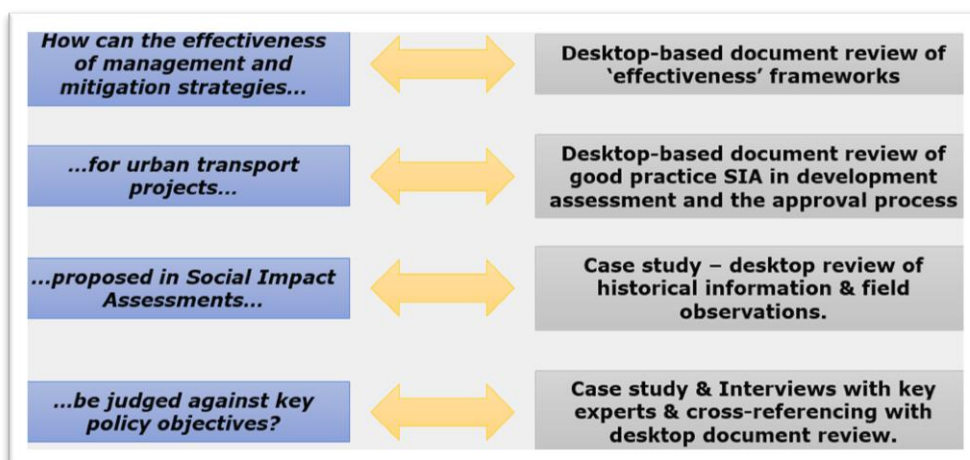 How can the effectiveness
of management and
mitigation strategies...
Desktop-based document review of
‘effectiveness’ frameworks
...for urban transport
projects...
Desktop-based document review of
good practice SIA in development
assessment and the approval process
...proposed in Social Impact
Assessments...
Case study – desktop review of
historical information & field
observations.
...be judged against key
policy objectives?
Case study & Interviews with key
experts & cross-referencing with
desktop document review.